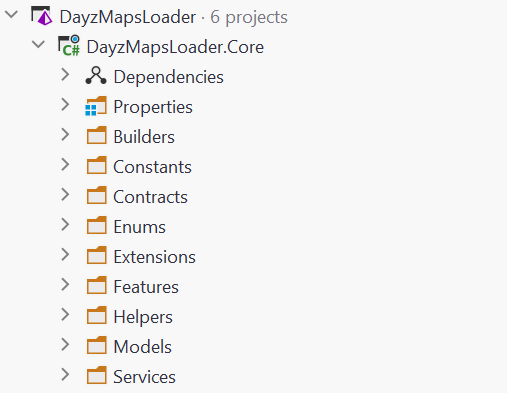 DayzMapsLoader · 6 projects
C# DayzMapsLoader.Core
Dependencies
Properties
Builders
Constants
Contracts
Enums
Extensions
Features
Helpers
Models
Services